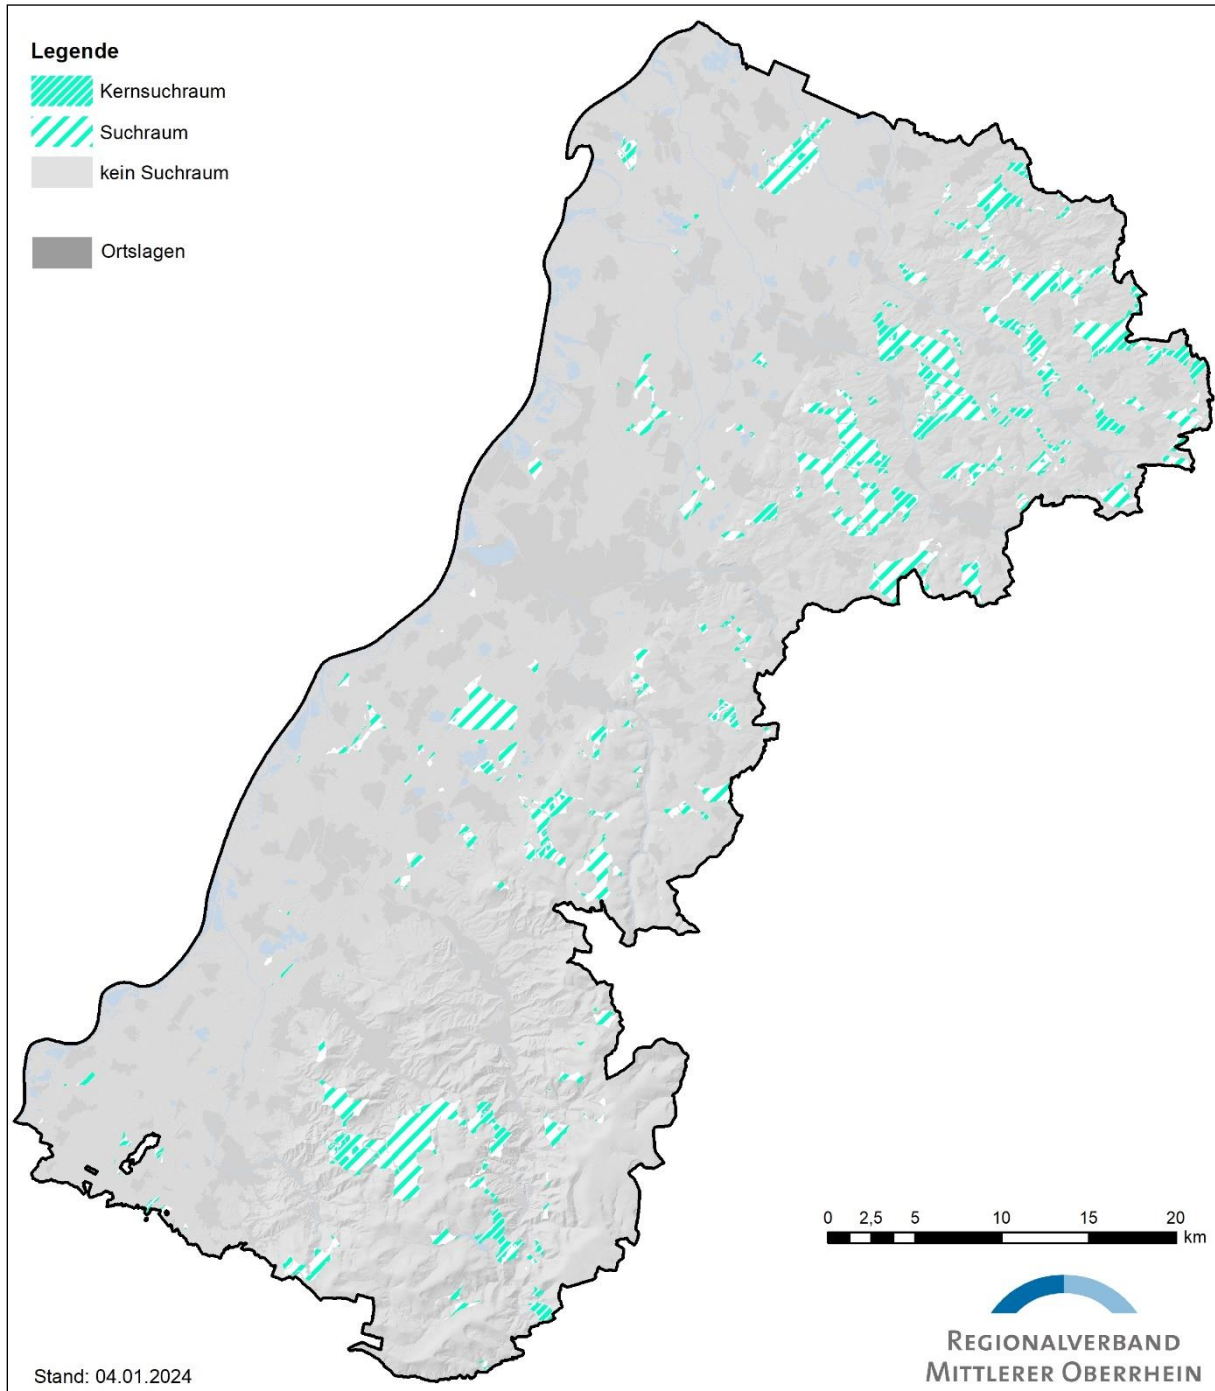 Legende
Kernsuchraum
Suchraum
kein Suchraum
Ortslagen
0 2,5 5 10 15 20
km
REGIONALVERBAND
MITTLERER OBERRHEIN
Stand: 04.01.2024